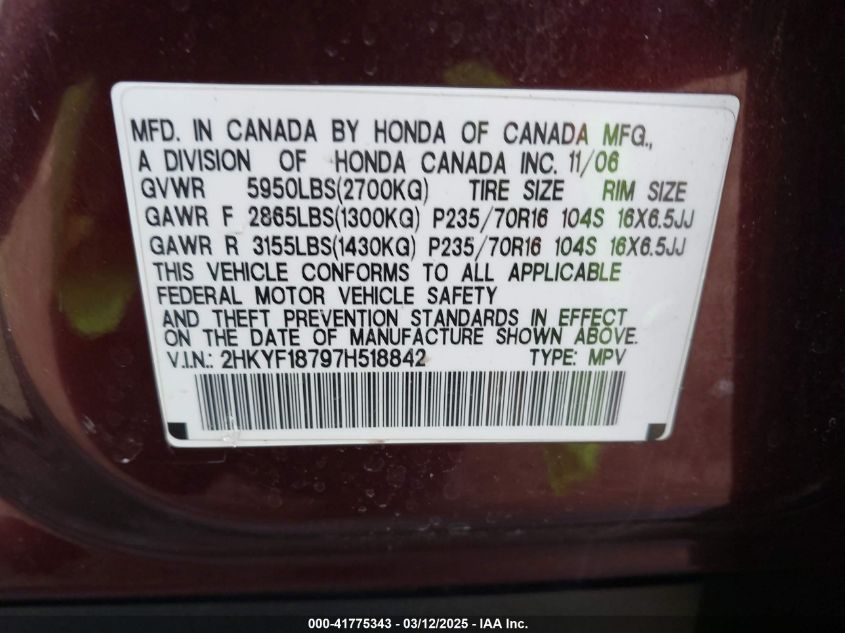 MFD. IN CANADA BY HONDA OF CANADA MFG.,
A DIVISION OF HONDA CANADA INC. 11/06
GVWR 5950LBS(2700KG) TIRE SIZE RIM SIZE
GAWR F 2865LBS(1300KG) P235/70R16 104S 16X6.5JJ
GAWR R 3155LBS(1430KG) P235/70R16 104S 16X6.5JJ
THIS VEHICLE CONFORMS TO ALL APPLICABLE
FEDERAL MOTOR VEHICLE SAFETY
AND THEFT PREVENTION STANDARDS IN EFFECT
ON THE DATE OF MANUFACTURE SHOWN ABOVE.
V.I.N.: 2HKYF18797H518842 TYPE: MPV
000-41775343 - 03/12/2025 - IAA Inc.